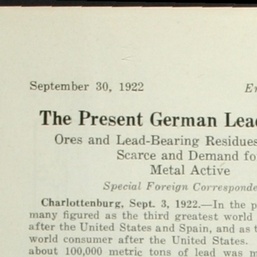 September 30, 1922
The Present German Lea
Ores and Lead-Bearing Residues
Scarce and Demand fo
Metal Active
Special Foreign Corresponde
Charlottenburg, Sept. 3, 1922.—In the p
many figured as the third greatest world
after the United States and Spain, and as t
world consumer after the United States.
about 100,000 metric tons of lead was m